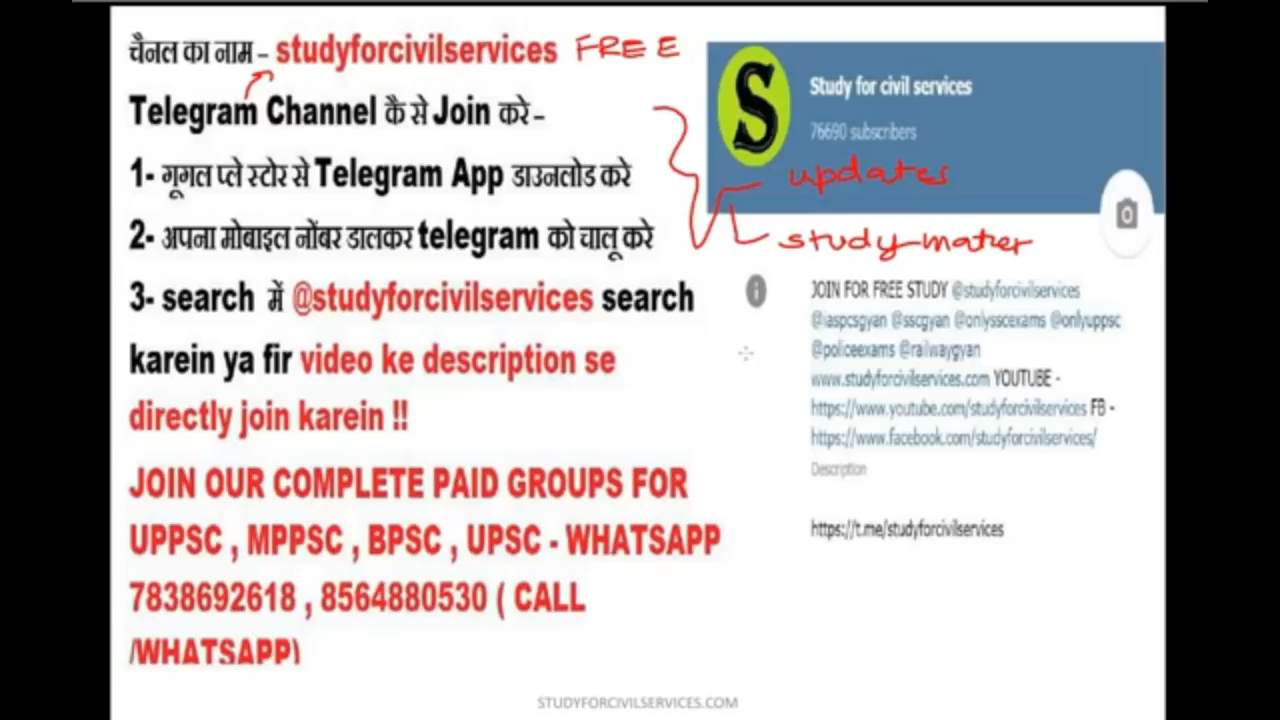 चैनल का नाम – studyforcivilservices FREE
Telegram Channel कैसे Join करे –
1- गूगल प्ले स्टोर से Telegram App डाउनलोड करे
2- अपना मोबाइल नोंबर डालकर telegram को चालू करे
3- search में @studyforcivilservices search
karein ya fir video ke description se
directly join karein !!
JOIN OUR COMPLETE PAID GROUPS FOR
UPPSC , MPPSC , BPSC , UPSC - WHATSAPP
7838692618 , 8564880530 ( CALL
/WHATSAPP)
S
Study for civil services
76690 subscribers
updates
study-mater
JOIN FOR FREE STUDY @studyforcivilservices
@iaspcsgyan @sscgyan @onlysscexams @onlyuppsc
@policeexams @railwaygyan
www.studyforcivilservices.com YOUTUBE -
https://www.youtube.com/studyforcivilservices FB -
https://www.facebook.com/studyforcivilservices/
Description
https://t.me/studyforcivilservices
STUDYFORCIVILSERVICES.COM